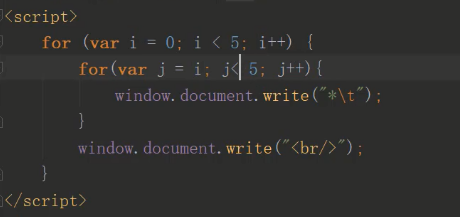 <script>
for (var i = 0; i < 5; i++) {
for(var j = i; j< 5; j++){
window.document.write("*\t");
}
window.document.write("<br/>");
}
</script>